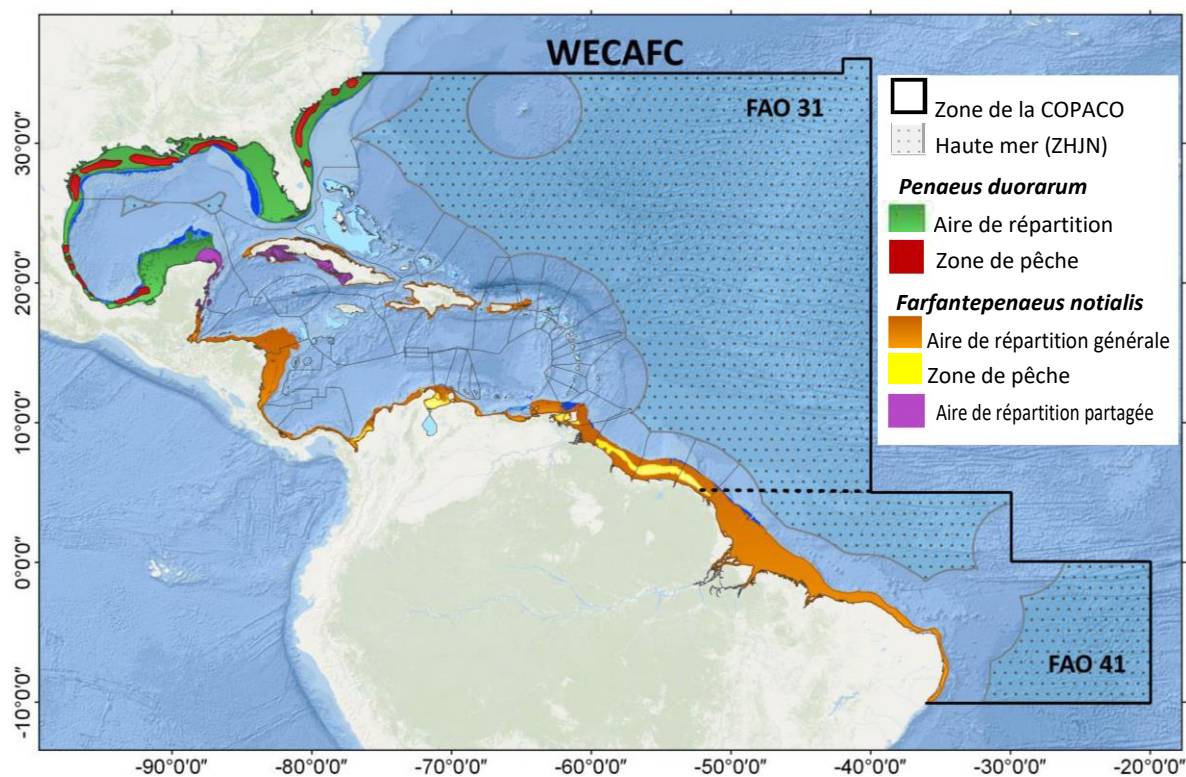 WECAFC
FAO 31
Zone de la COPACO
Haute mer (ZHJN)
Penaeus duorarum
Aire de répartition
Zone de pêche
Farfantepenaeus notialis
Aire de répartition générale
Zone de pêche
Aire de répartition partagée
FAO 41
30°0'0"
20°0'0"
10°0'0"
0°0'0"
-10°0'0"
-90°0'0"
-80°0'0"
-70°0'0"
-60°0'0"
-50°0'0"
-40°0'0"
-30°0'0"
-20°0'0"